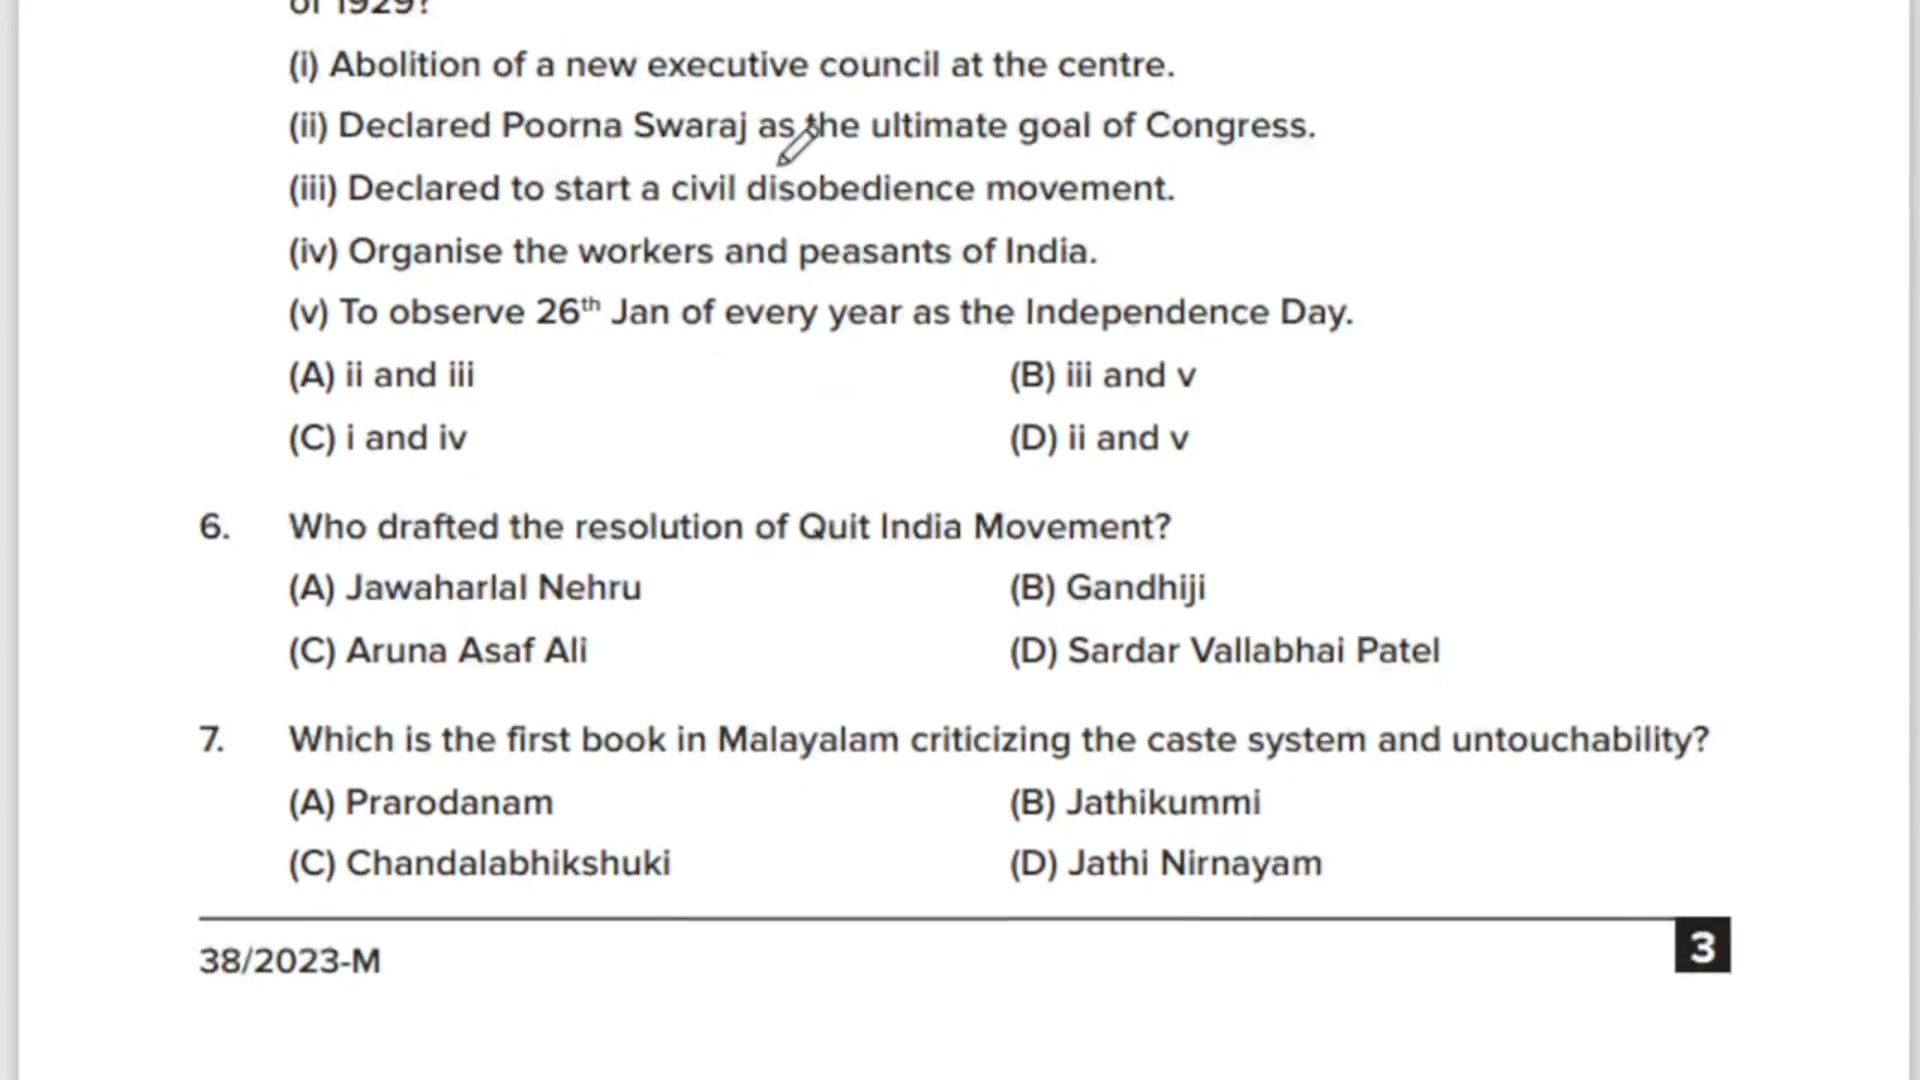 of 1929?
(i) Abolition of a new executive council at the centre.
(ii) Declared Poorna Swaraj as the ultimate goal of Congress.
(iii) Declared to start a civil disobedience movement.
(iv) Organise the workers and peasants of India.
(v) To observe 26th Jan of every year as the Independence Day.
(A) ii and iii (B) iii and v
(C) i and iv (D) ii and v
6. Who drafted the resolution of Quit India Movement?
(A) Jawaharlal Nehru (B) Gandhiji
(C) Aruna Asaf Ali (D) Sardar Vallabhai Patel
7. Which is the first book in Malayalam criticizing the caste system and untouchability?
(A) Prarodanam (B) Jathikummi
(C) Chandalabhikshuki (D) Jathi Nirnayam
38/2023-M 3